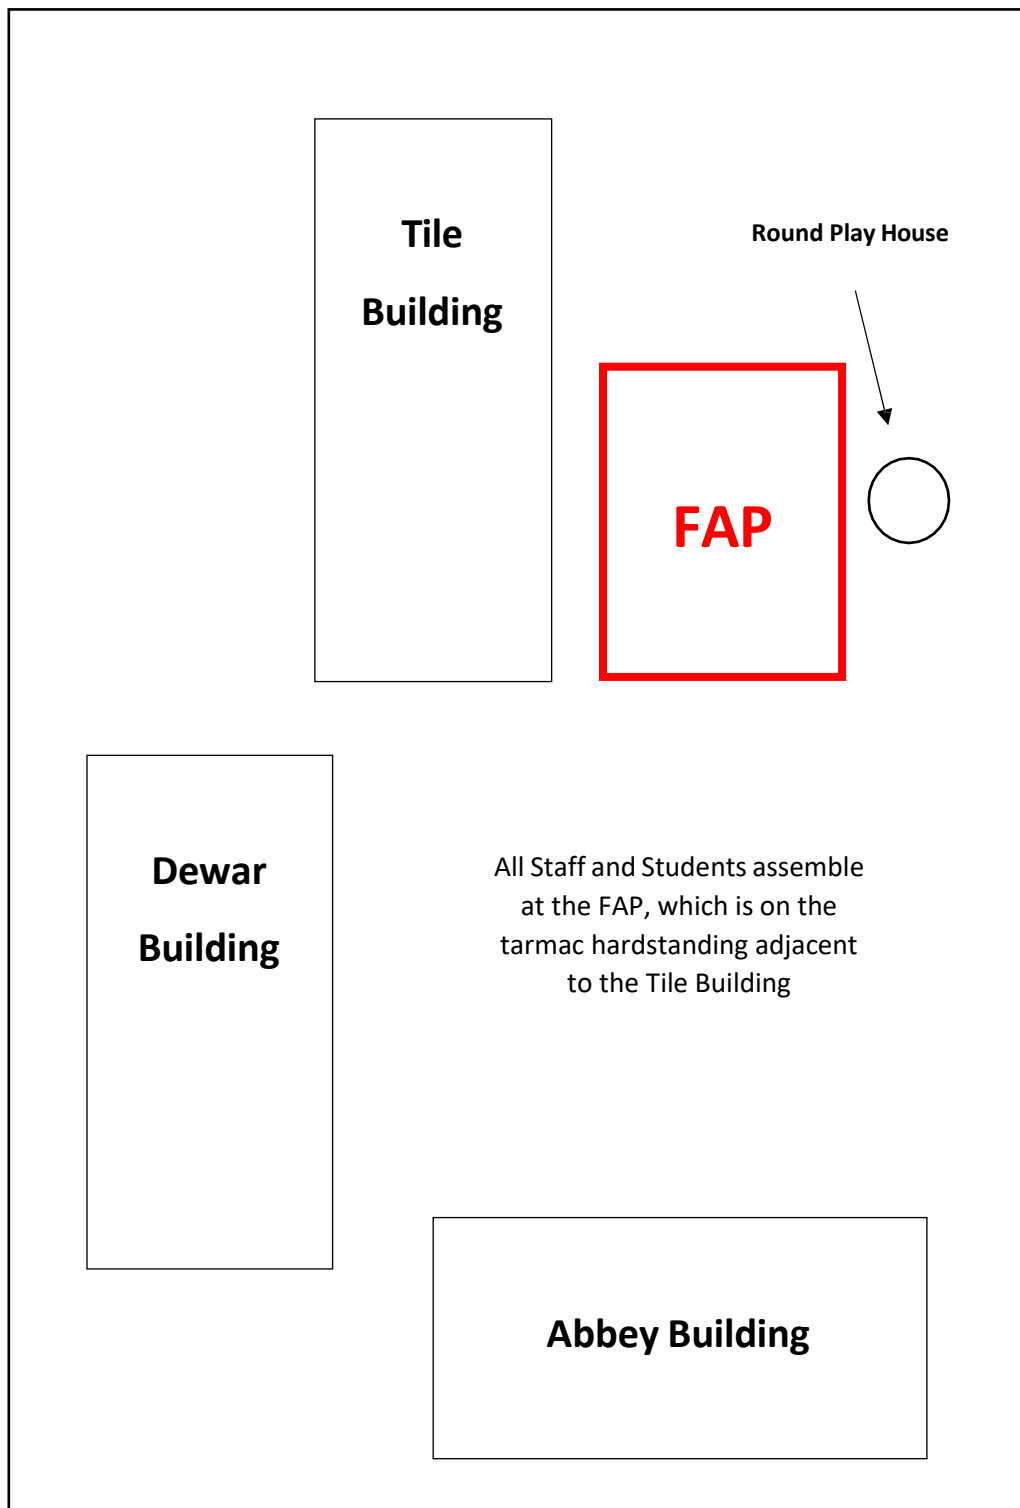 Tile
Building
Round Play House
FAP
Dewar
Building
All Staff and Students assemble
at the FAP, which is on the
tarmac hardstanding adjacent
to the Tile Building
Abbey Building